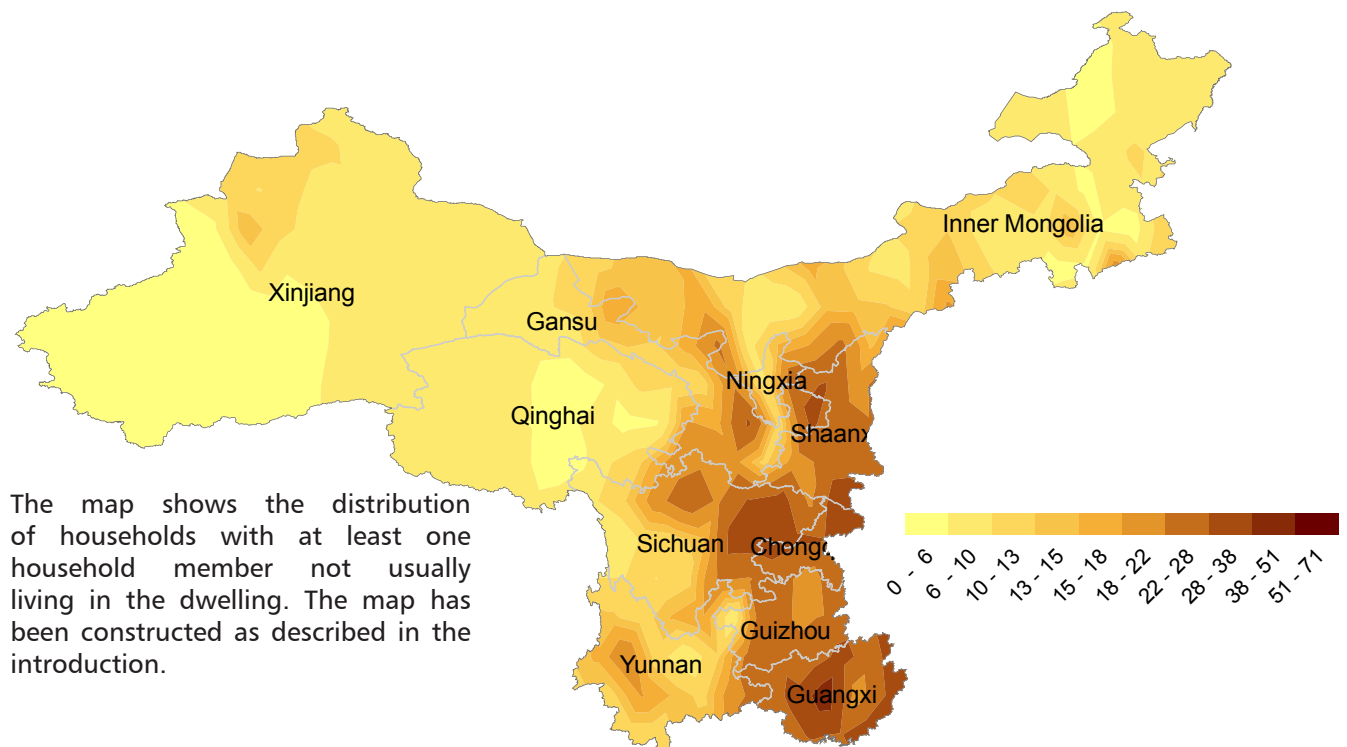 Inner Mongolia
Xinjiang
Gansu
Ningxia
Qinghai
Shaanx
The map shows the distribution
of households with at least one
household member not usually
living in the dwelling. The map has
been constructed as described in the
introduction.
Sichuan
Chongq
Guizhou
Yunnan
Guangxi
0 - 6
6 - 10
10 - 13
13 - 15
15 - 18
18 - 22
22 - 28
28 - 38
38 - 51
51 - 71